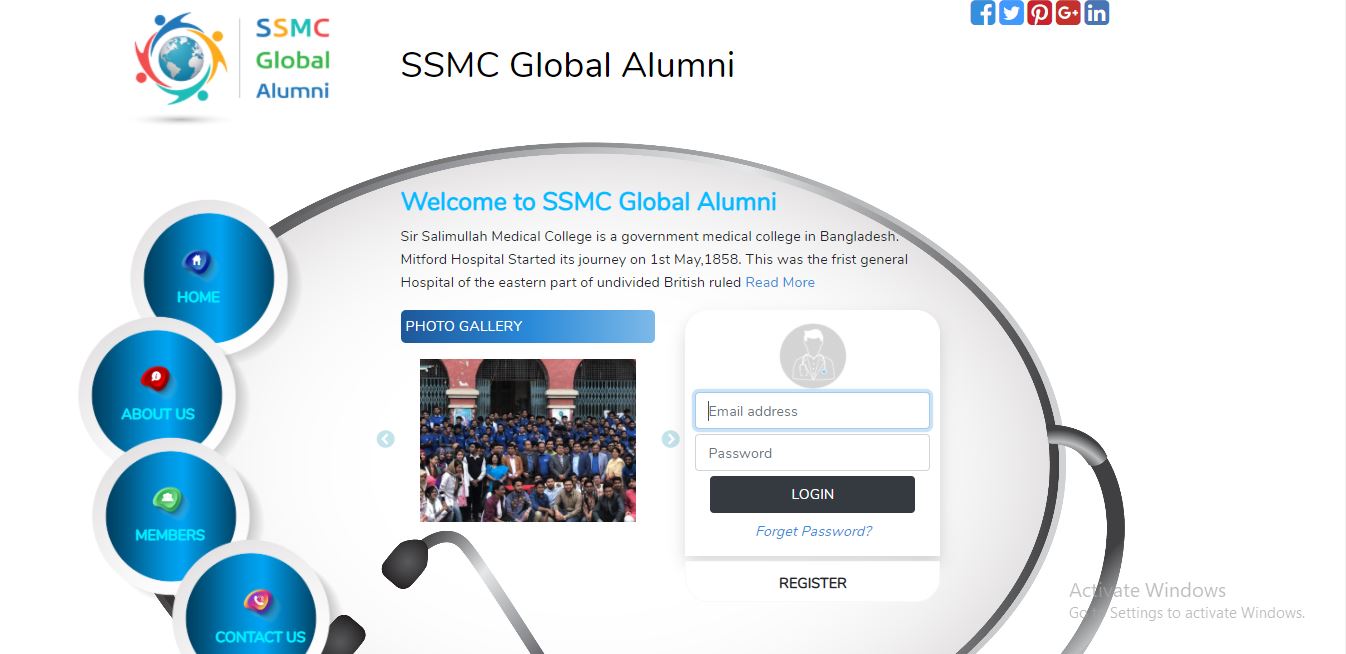 SSMC
Global
Alumni
SSMC Global Alumni
Welcome to SSMC Global Alumni
Sir Salimullah Medical College is a government medical college in Bangladesh.
Mitford Hospital Started its journey on 1st May,1858. This was the frist general
Hospital of the eastern part of undivided British ruled Read More
HOME
ABOUT US
MEMBERS
CONTACT US
PHOTO GALLERY
Email address
Password
LOGIN
Forget Password?
REGISTER
Activate Windows
Go to Settings to activate Windows.